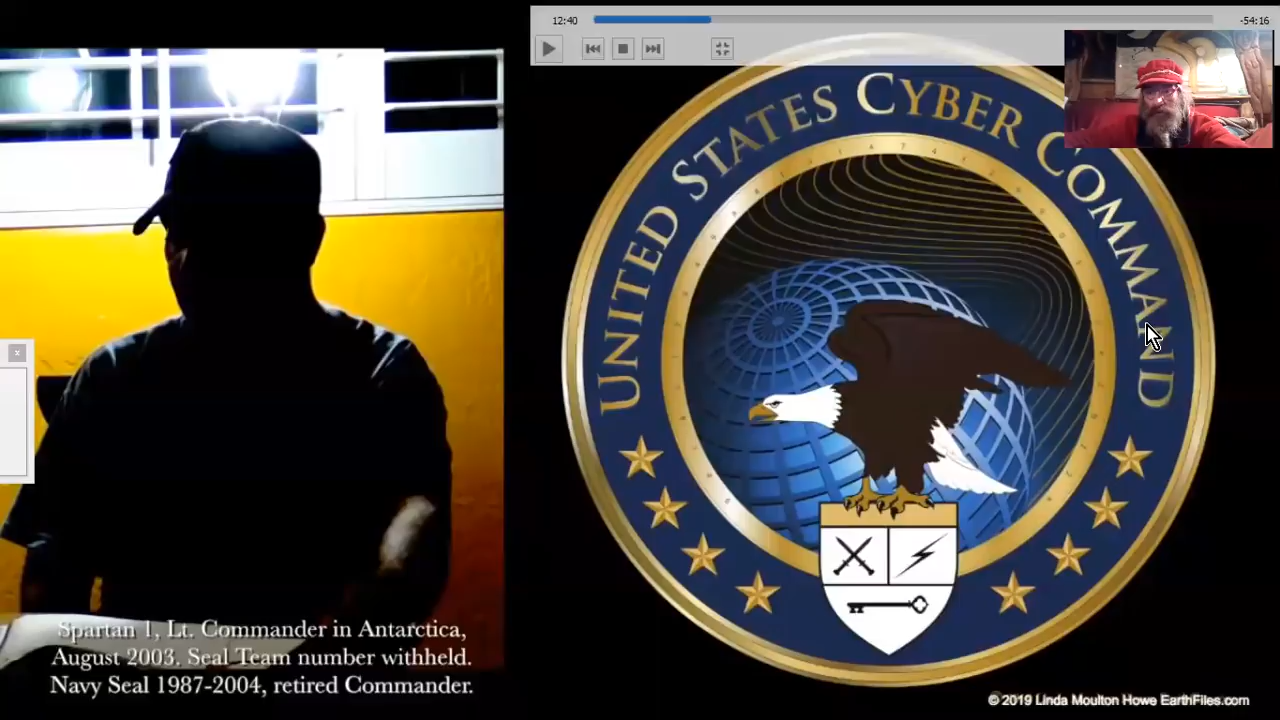 12:40
-54:16
UNITED STATES CYBER COMMAND
Spartan 1, Lt. Commander in Antarctica,
August 2003. Seal Team number withheld.
Navy Seal 1987-2004, retired Commander.
© 2019 Linda Moulton Howe EarthFiles.com
x